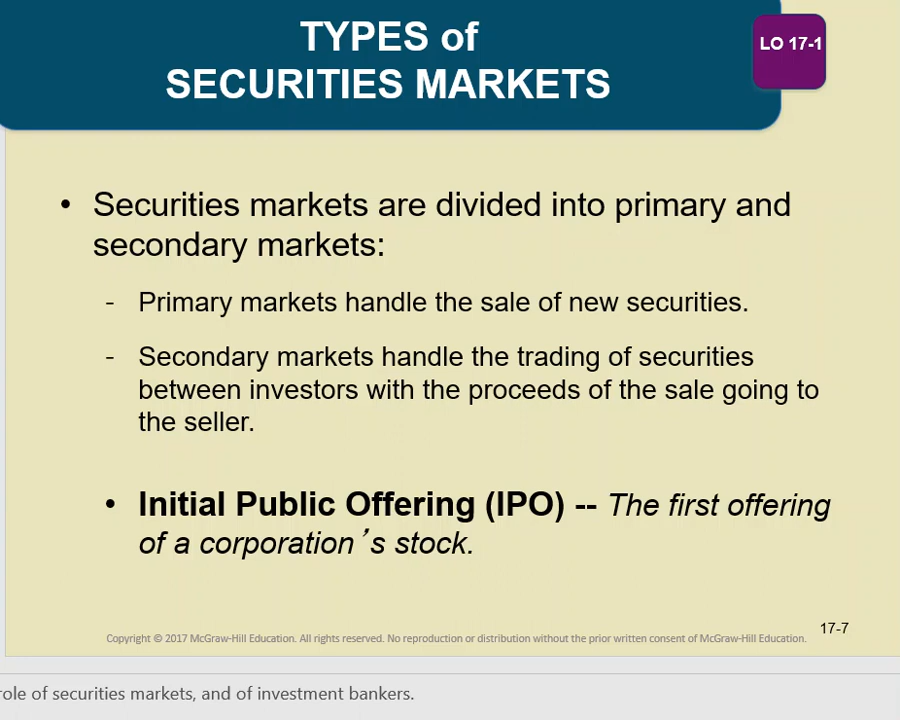 TYPES of
SECURITIES MARKETS
LO 17-1
• Securities markets are divided into primary and
secondary markets:
- Primary markets handle the sale of new securities.
- Secondary markets handle the trading of securities
between investors with the proceeds of the sale going to
the seller.
• Initial Public Offering (IPO) -- The first offering
of a corporation’s stock.
17-7
Copyright © 2017 McGraw-Hill Education. All rights reserved. No reproduction or distribution without the prior written consent of McGraw-Hill Education.
role of securities markets, and of investment bankers.